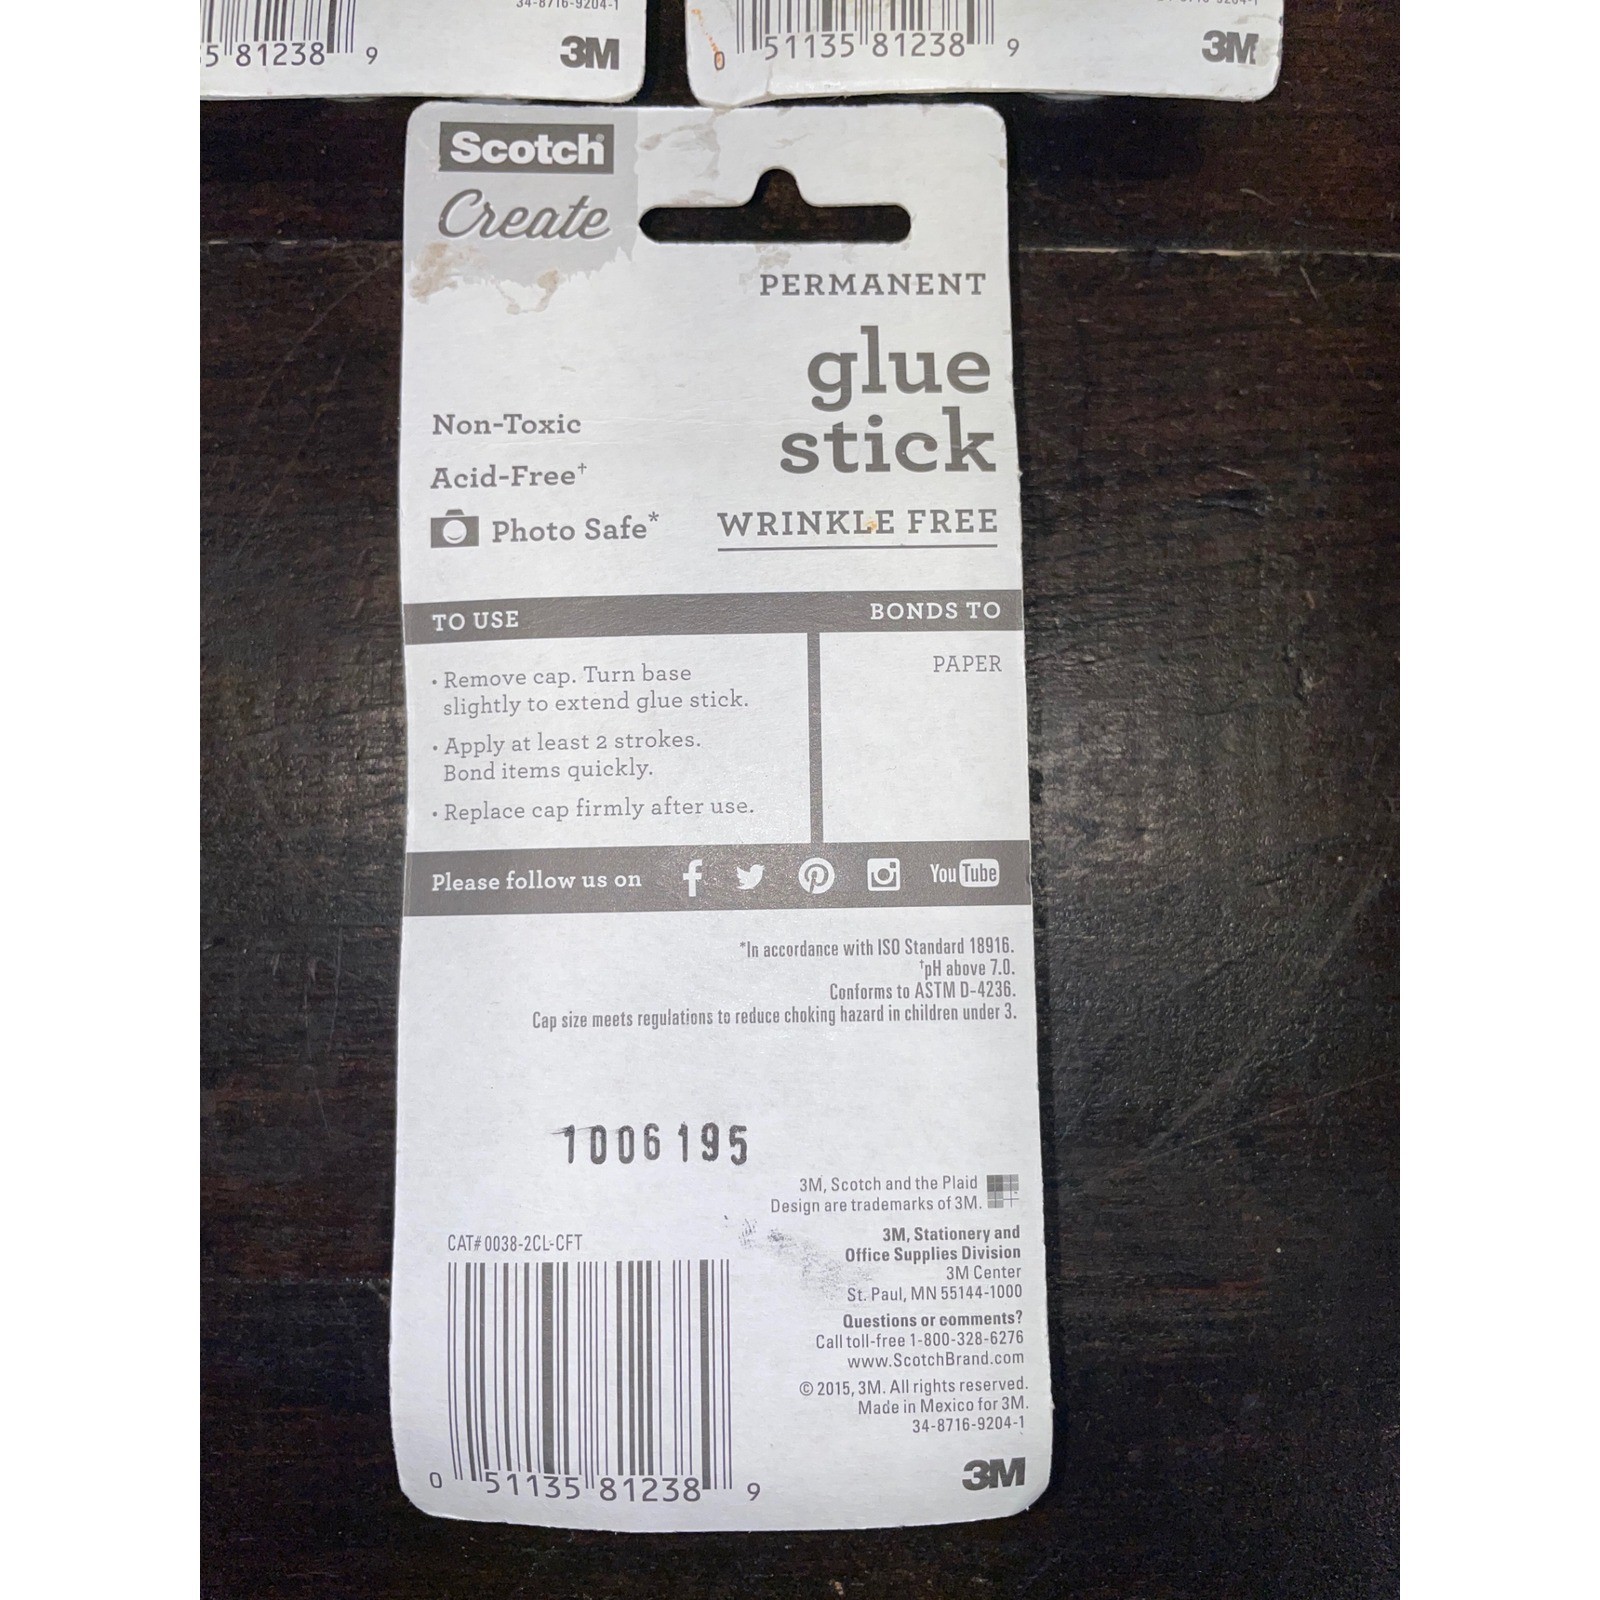 34-8716-9204-1
5 81238 9
3M
0 51135 81238 9
3M
Scotch
Create
PERMANENT
glue
stick
WRINKLE FREE
Non-Toxic
Acid-Free†
Photo Safe*
TO USE
BONDS TO
• Remove cap. Turn base
slightly to extend glue stick.
• Apply at least 2 strokes.
Bond items quickly.
• Replace cap firmly after use.
PAPER
Please follow us on
You Tube
*In accordance with ISO Standard 18916.
†pH above 7.0.
Conforms to ASTM D-4236.
Cap size meets regulations to reduce choking hazard in children under 3.
1006195
3M, Scotch and the Plaid
Design are trademarks of 3M.
3M, Stationery and
Office Supplies Division
3M Center
St. Paul, MN 55144-1000
Questions or comments?
Call toll-free 1-800-328-6276
www.ScotchBrand.com
© 2015, 3M. All rights reserved.
Made in Mexico for 3M.
34-8716-9204-1
3M
CAT# 0038-2CL-CFT
0 51135 81238 9